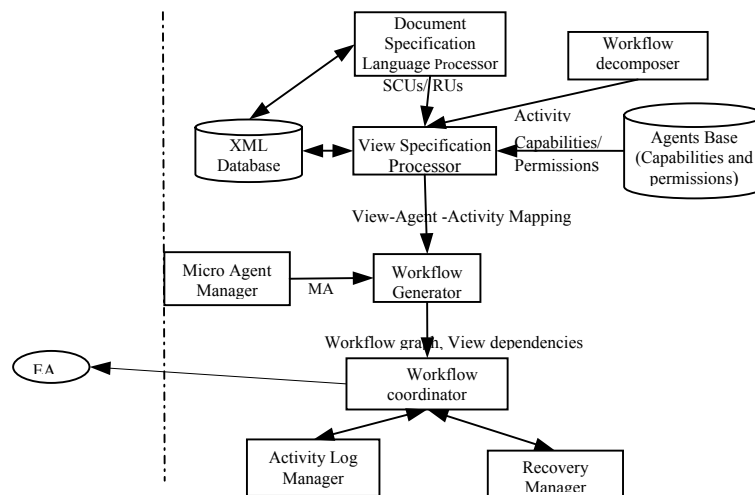 Document
Specification
Language Processor
Workflow
decomposer
SCUs/ RUs
Activity
Capabilities/
Permissions
XML
Database
View Specification
Processor
Agents Base
(Capabilities and
permissions)
View-Agent -Activity Mapping
Micro Agent
Manager
MA
Workflow
Generator
Workflow graph, View dependencies
EA
Workflow
coordinator
Activity Log
Manager
Recovery
Manager